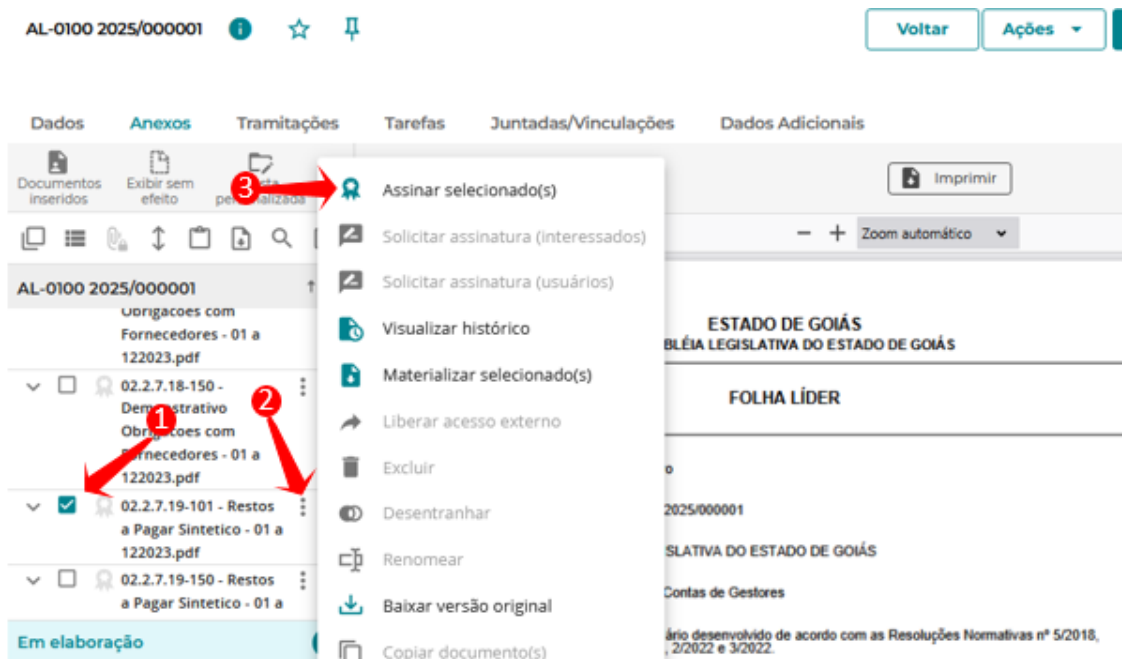 AL-0100 2025/000001
Voltar
Ações
Dados
Anexos
Tramitações
Tarefas
Juntadas/Vinculações
Dados Adicionais
Documentos
inseridos
Exibir sem
efeito
3
Assinar selecionado(s)
Imprimir
Solicitar assinatura (interessados)
Zoom automático
AL-0100 2025/000001
Solicitar assinatura (usuários)
Obrigacoes com
Fornecedores - 01 a
122023.pdf
Visualizar histórico
ESTADO DE GOIÁS
BLÉIA LEGISLATIVA DO ESTADO DE GOIÁS
Materializar selecionado(s)
FOLHA LÍDER
02.2.7.18-150 -
Demonstrativo
Obrigacoes com
Fornecedores - 01 a
122023.pdf
1
2
Liberar acesso externo
Excluir
02.2.7.19-101 - Restos
a Pagar Sintetico - 01 a
122023.pdf
Desentranhar
2025/000001
SLATIVA DO ESTADO DE GOIÁS
Renomear
02.2.7.19-150 - Restos
a Pagar Sintetico - 01 a
Contas de Gestores
Baixar versão original
Em elaboração
ário desenvolvido de acordo com as Resoluções Normativas nº 5/2018,
, 2/2022 e 3/2022.
Copiar documento(s)